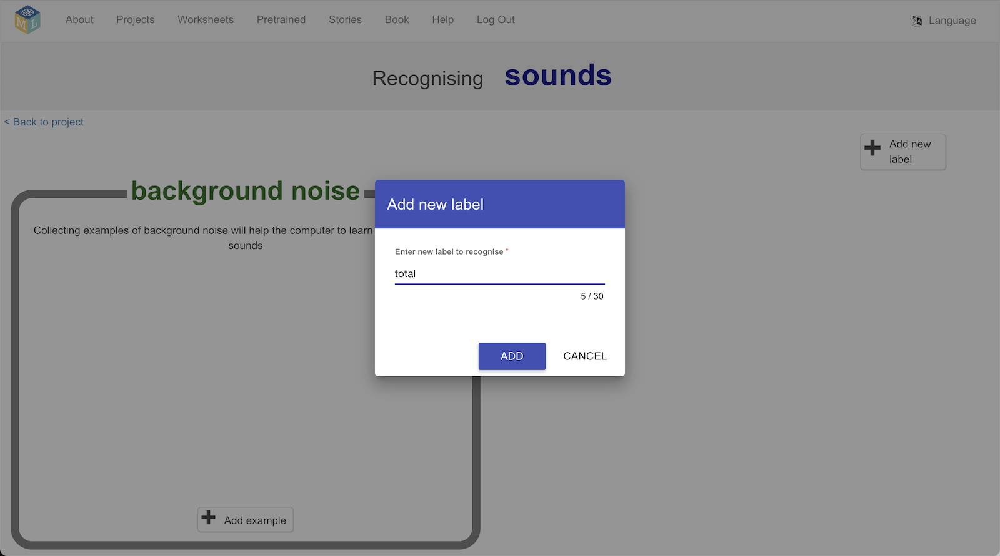 M L
About Projects Worksheets Pretrained Stories Book Help Log Out Language
Recognising sounds
< Back to project
Add new
label
background noise
Collecting examples of background noise will help the computer to learn
sounds
Add new label
Enter new label to recognise *
total
5 / 30
ADD CANCEL
Add example